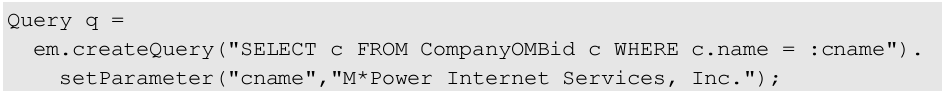 Query q =
em.createQuery("SELECT c FROM CompanyOMBid c WHERE c.name = :cname").
setParameter("cname","M*Power Internet Services, Inc.");